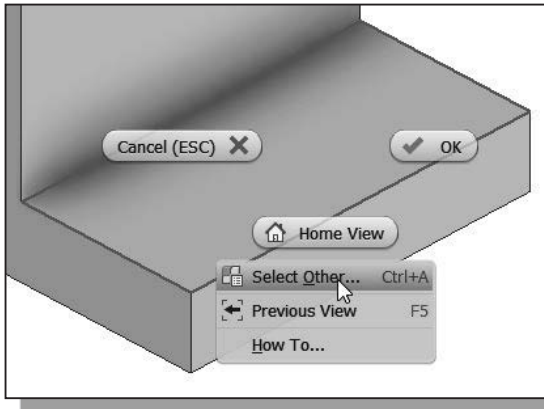 Cancel (ESC)
OK
Home View
Select Other... Ctrl+A
Previous View F5
How To...